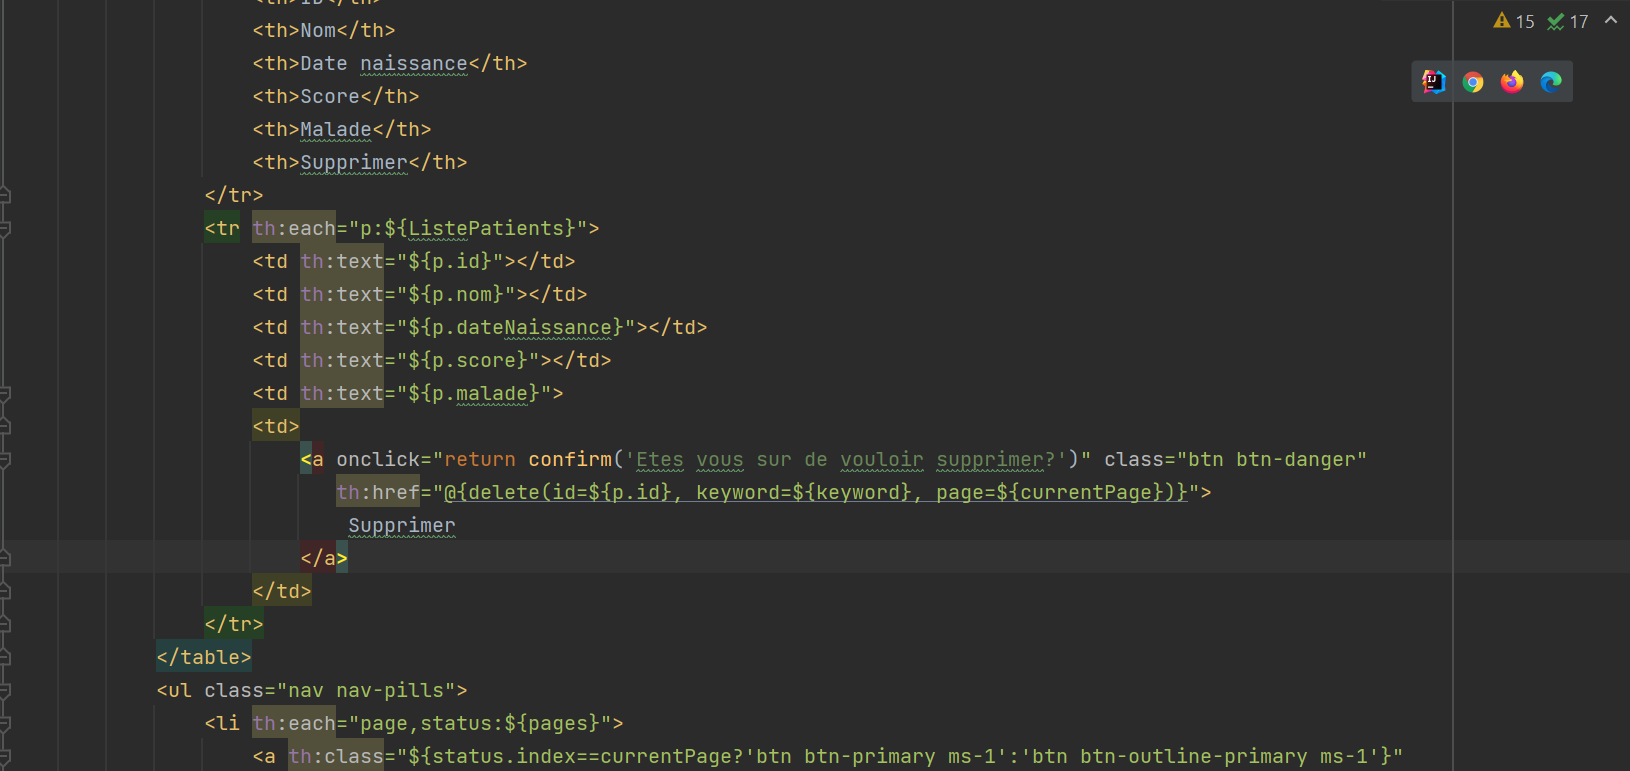 <th>ID</th>
15 17
<th>Nom</th>
<th>Date naissance</th>
<th>Score</th>
<th>Malade</th>
<th>Supprimer</th>
</tr>
<tr th:each="p:${ListePatients}">
<td th:text="${p.id}"></td>
<td th:text="${p.nom}"></td>
<td th:text="${p.dateNaissance}"></td>
<td th:text="${p.score}"></td>
<td th:text="${p.malade}">
<td>
<a onclick="return confirm('Etes vous sur de vouloir supprimer?')" class="btn btn-danger"
th:href="@{delete(id=${p.id}, keyword=${keyword}, page=${currentPage})}">
Supprimer
</a>
</td>
</tr>
</table>
<ul class="nav nav-pills">
<li th:each="page,status:${pages}">
<a th:class="${status.index==currentPage?'btn btn-primary ms-1':'btn btn-outline-primary ms-1'}"